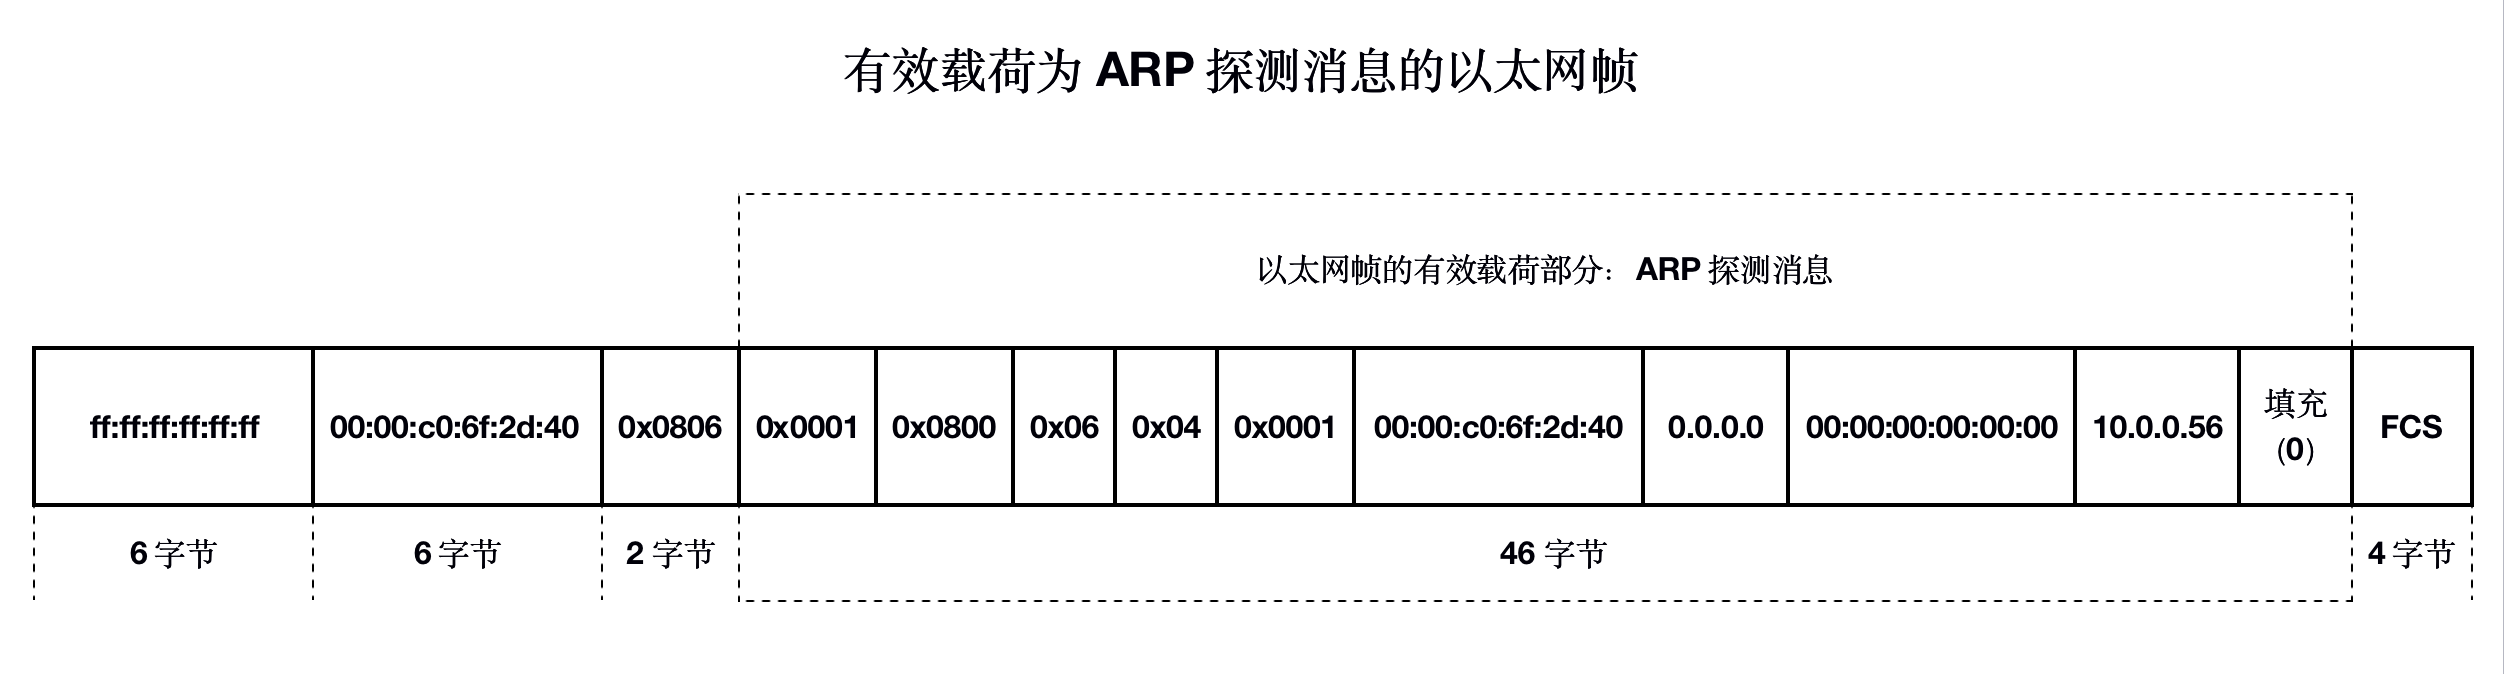 有效载荷为 ARP 探测消息的以太网帧
以太网帧的有效载荷部分： ARP 探测消息
ff:ff:ff:ff:ff:ff
00:00:c0:6f:2d:40
0x0806
0x0001
0x0800
0x06
0x04
0x0001
00:00:c0:6f:2d:40
0.0.0.0
00:00:00:00:00:00
10.0.0.56
填充
(0)
FCS
6 字节
6 字节
2 字节
46 字节
4 字节